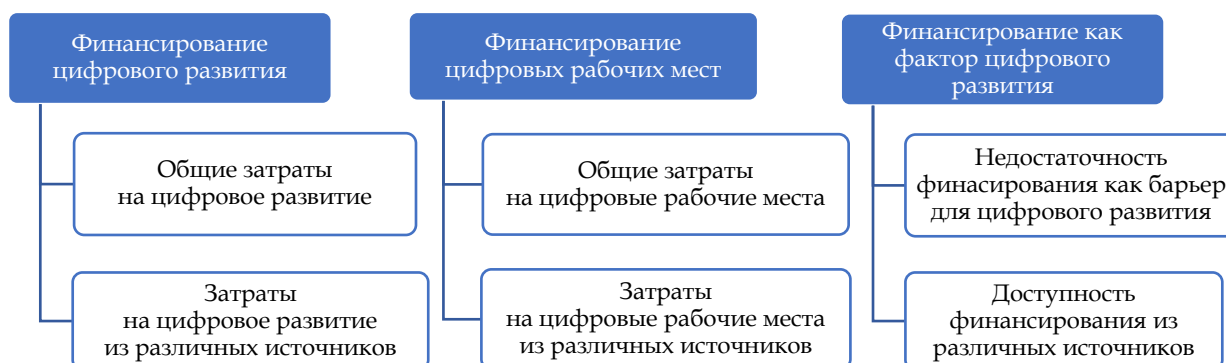 Финансирование
цифрового развития
Общие затраты
на цифровое развитие
Затраты
на цифровое развитие
из различных источников
Финансирование
цифровых рабочих мест
Общие затраты
на цифровые рабочие места
Затраты
на цифровые рабочие места
из различных источников
Финансирование как
фактор цифрового
развития
Недостаточность
финасирования как барьер
для цифрового развития
Доступность
финансирования из
различных источников